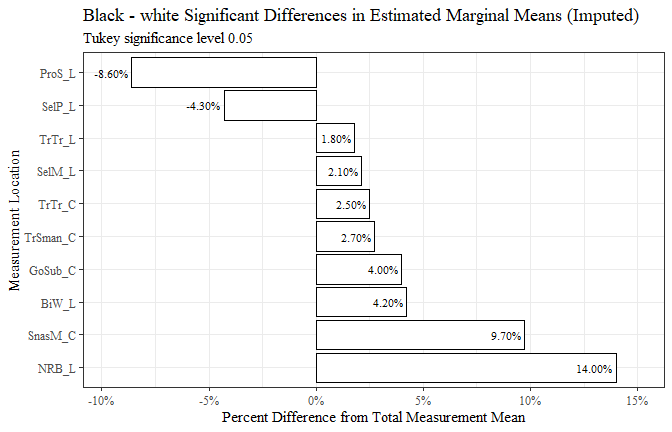 Black - white Significant Differences in Estimated Marginal Means (Imputed)
Tukey significance level 0.05
Measurement Location
ProS_L -8.60%
SelP_L -4.30%
TrTr_L 1.80%
SelM_L 2.10%
TrTr_C 2.50%
TrSman_C 2.70%
GoSub_C 4.00%
BiW_L 4.20%
SnasM_C 9.70%
NRB_L 14.00%
-10% -5% 0% 5% 10% 15%
Percent Difference from Total Measurement Mean